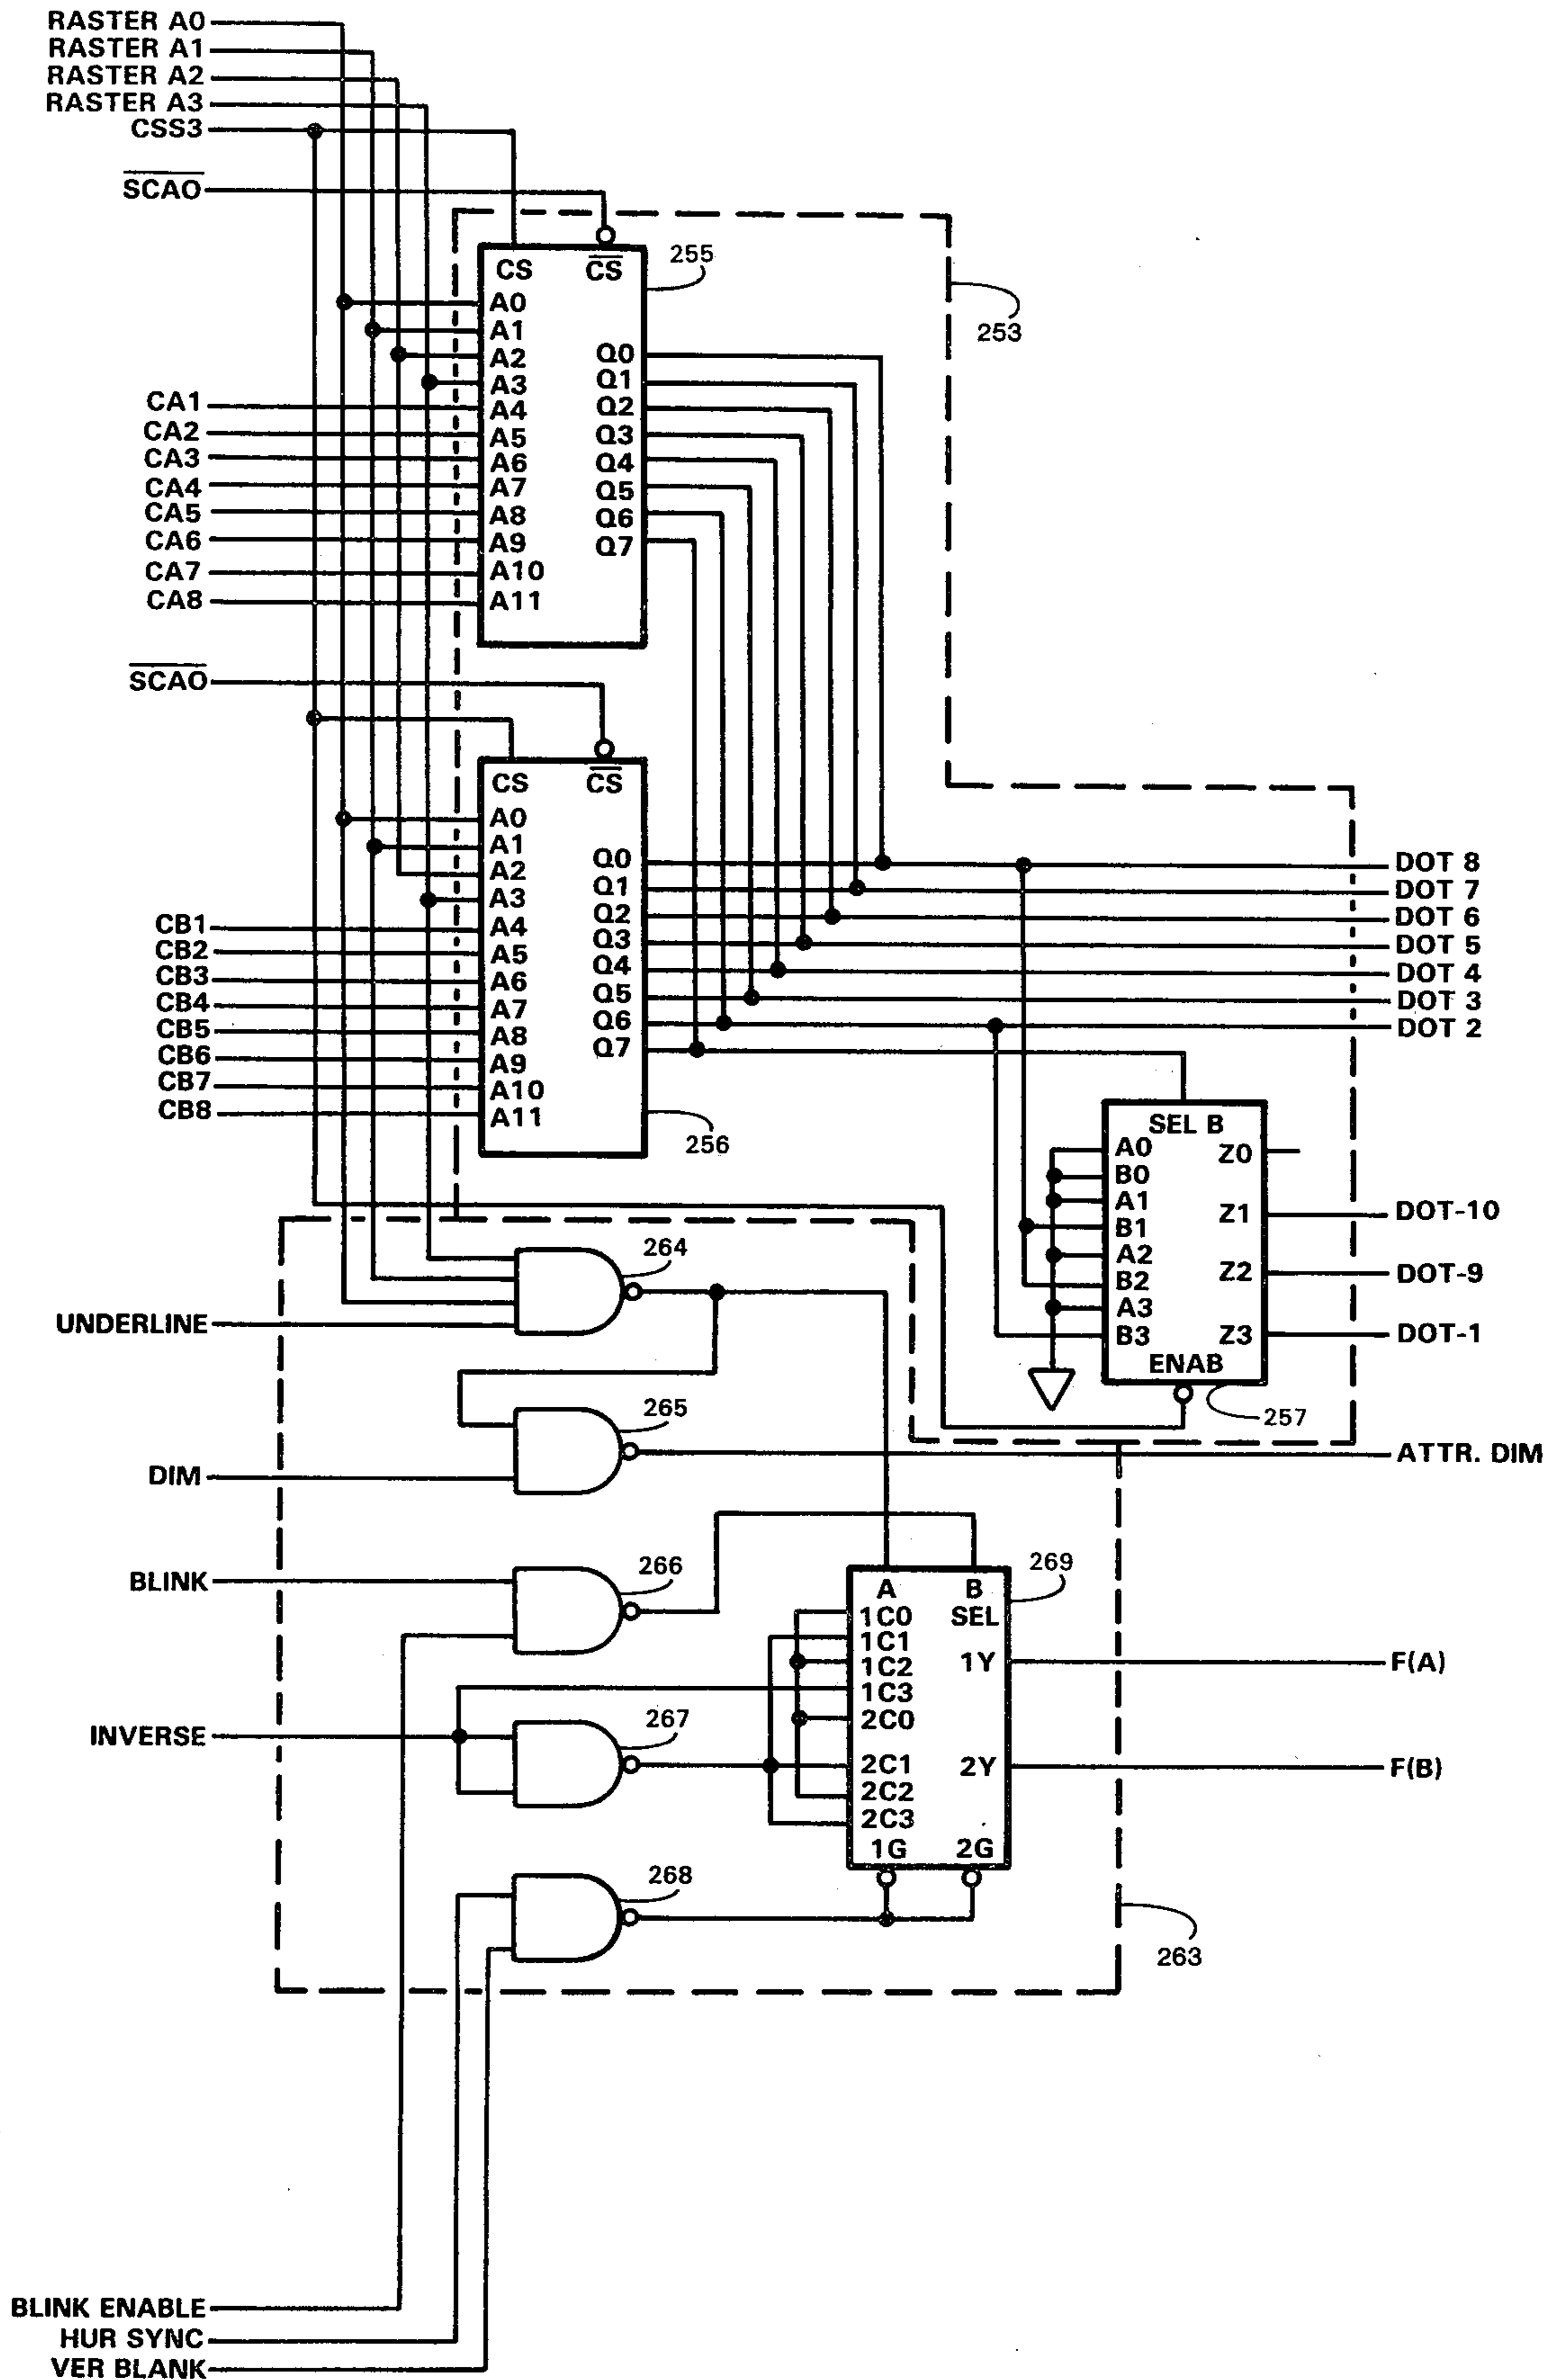 RASTER A0
RASTER A1
RASTER A2
RASTER A3
CSS3
SCAO
CS CS
255
253
A0
A1
A2
A3
A4
A5
A6
A7
A8
A9
A10
A11
Q0
Q1
Q2
Q3
Q4
Q5
Q6
Q7
CA1
CA2
CA3
CA4
CA5
CA6
CA7
CA8
SCAO
CS CS
A0
A1
A2
A3
A4
A5
A6
A7
A8
A9
A10
A11
Q0
Q1
Q2
Q3
Q4
Q5
Q6
Q7
256
CB1
CB2
CB3
CB4
CB5
CB6
CB7
CB8
DOT 8
DOT 7
DOT 6
DOT 5
DOT 4
DOT 3
DOT 2
SEL B
A0
B0
A1
B1
A2
B2
A3
B3
Z0
Z1
Z2
Z3
ENAB
257
DOT-10
DOT-9
DOT-1
264
UNDERLINE
265
DIM
ATTR. DIM
266
BLINK
269
A B
SEL
1C0
1C1
1C2
1C3
2C0
2C1
2C2
2C3
1Y
2Y
1G 2G
F(A)
F(B)
INVERSE
267
268
263
BLINK ENABLE
HUR SYNC
VER BLANK